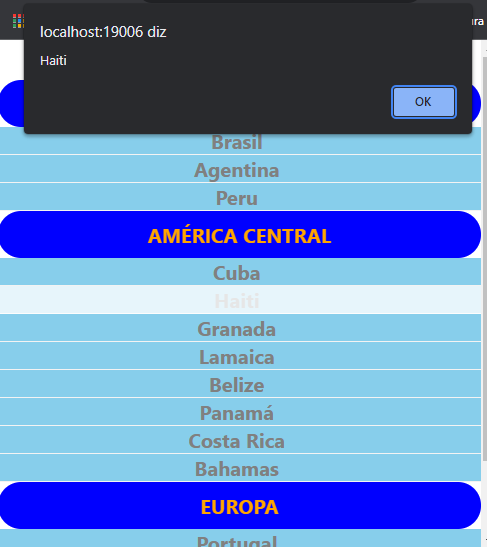 localhost:19006 diz
Haiti
OK
Brasil
Agentina
Peru
AMÉRICA CENTRAL
Cuba
Haiti
Granada
Lamaica
Belize
Panamá
Costa Rica
Bahamas
EUROPA
Portugal